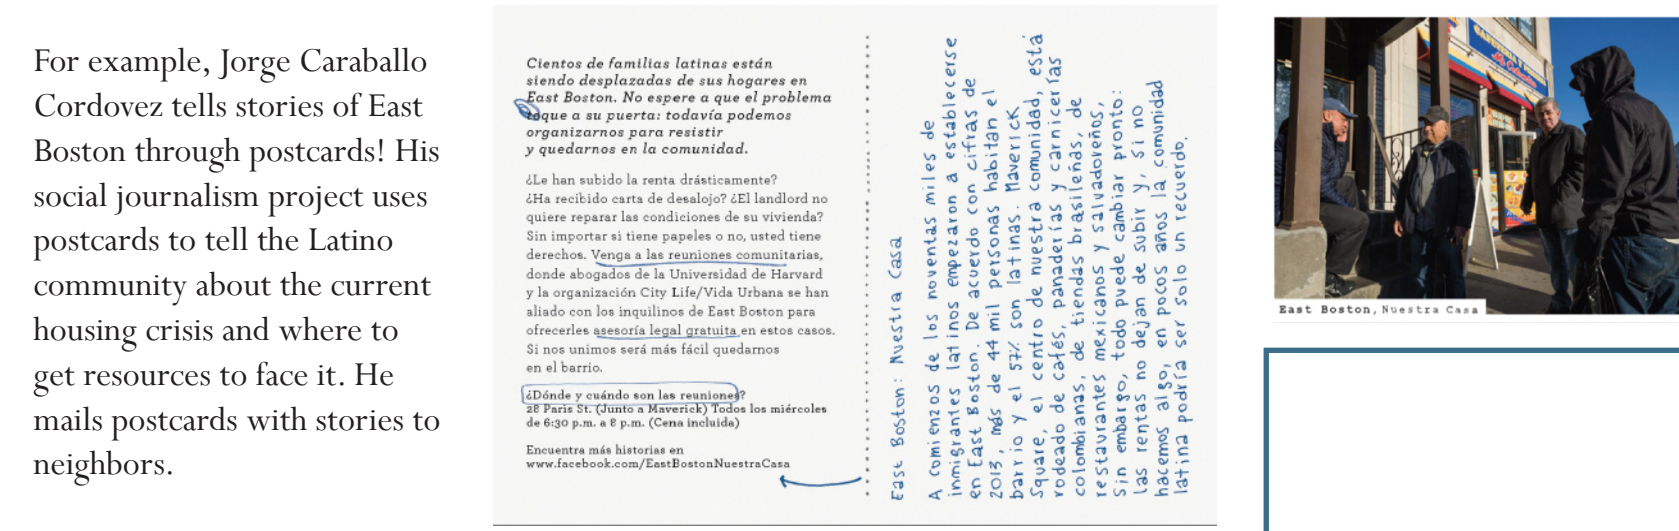 For example, Jorge Caraballo
Cordovez tells stories of East
Boston through postcards! His
social journalism project uses
postcards to tell the Latino
community about the current
housing crisis and where to
get resources to face it. He
mails postcards with stories to
neighbors.
Cientos de familias latinas están
siendo desplazadas de sus hogares en
East Boston. No espere a que el problema
toque a su puerta: todavía podemos
organizarnos para resistir
y quedarnos en la comunidad.
¿Le han subido la renta drásticamente?
¿Ha recibido carta de desalojo? ¿El landlord no
quiere reparar las condiciones de su vivienda?
Sin importar si tiene papeles o no, usted tiene
derechos. Venga a las reuniones comunitarias,
donde abogados de la Universidad de Harvard
y la organización City Life/Vida Urbana se han
aliado con los inquilinos de East Boston para
ofrecerles asesoría legal gratuita en estos casos.
Si nos unimos será más fácil quedarnos
en el barrio.
¿Dónde y cuándo son las reuniones?
28 Paris St. (Junto a Maverick) Todos los miércoles
de 6:30 p.m. a 8 p.m. (Cena incluida)
Encuentra más historias en
www.facebook.com/EastBostonNuestraCasa
East Boston: Nuestra Casa
A comienzos de los noventas miles de
inmigrantes latinos empezaron a establecerse
en East Boston. De acuerdo con cifras de
2013, más de 44 mil personas habitan el
barrio y el 57% son latinas. Maverick
Square, el centro de nuestra comunidad, está
rodeado de cafés, panaderías y carnicerías
colombianas, de tiendas brasileñas, de
restaurantes mexicanos y salvadoreños,
Sin embargo, todo puede cambiar pronto:
las rentas no dejan de subir y, si no
hacemos algo, en pocos años la comunidad
latina podría ser solo un recuerdo.
East Boston, Nuestra Casa